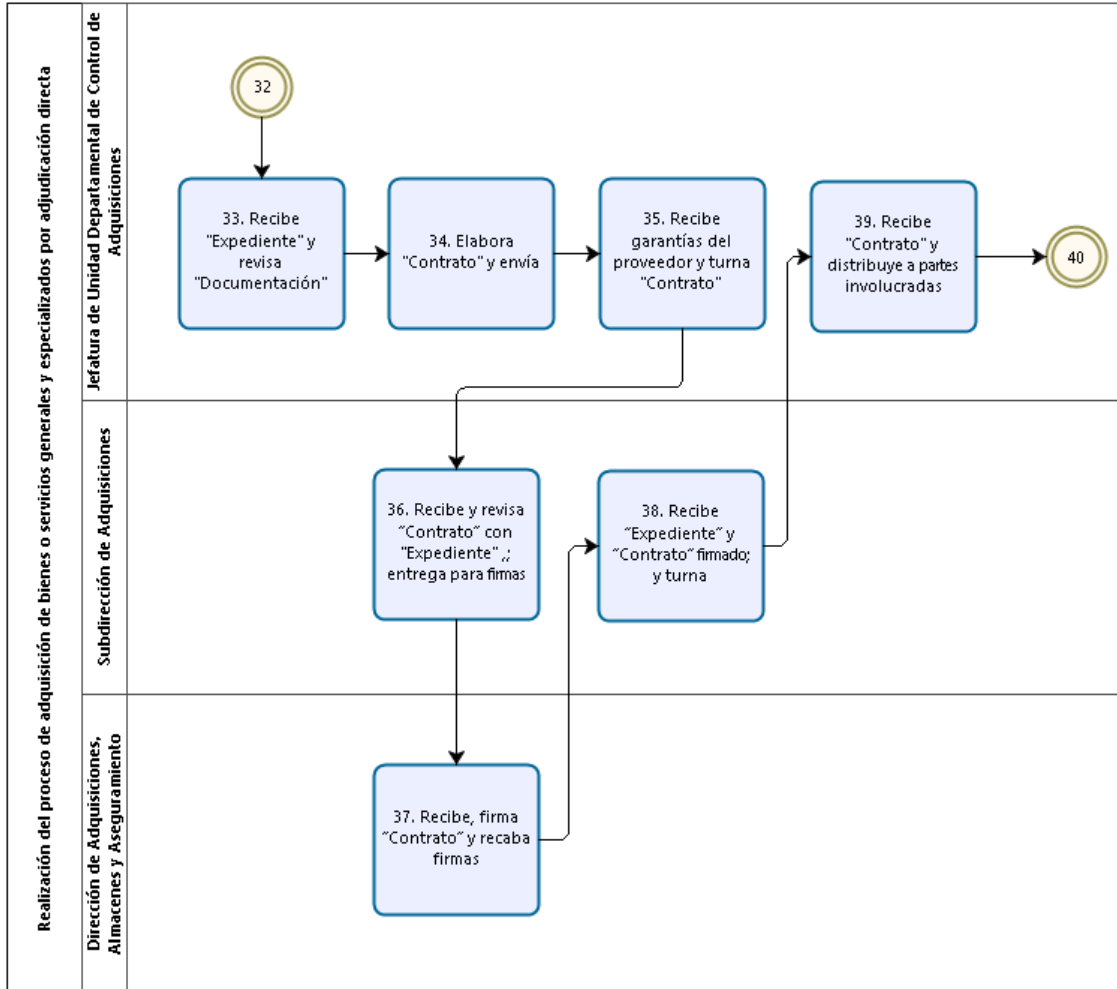 Realización del proceso de adquisición de bienes o servicios generales y especializados por adjudicación directa
Jefatura de Unidad Departamental de Control de
Adquisiciones
32
33. Recibe
"Expediente" y
revisa
"Documentación"
34. Elabora
"Contrato" y envía
35. Recibe
garantías del
proveedor y turna
"Contrato"
39. Recibe
"Contrato" y
distribuye a partes
involucradas
40
Subdirección de Adquisiciones
36. Recibe y revisa
"Contrato" con
"Expediente" ,;
entrega para firmas
38. Recibe
"Expediente" y
"Contrato" firmado;
y turna
Dirección de Adquisiciones,
Almacenes y Aseguramiento
37. Recibe, firma
"Contrato" y recaba
firmas